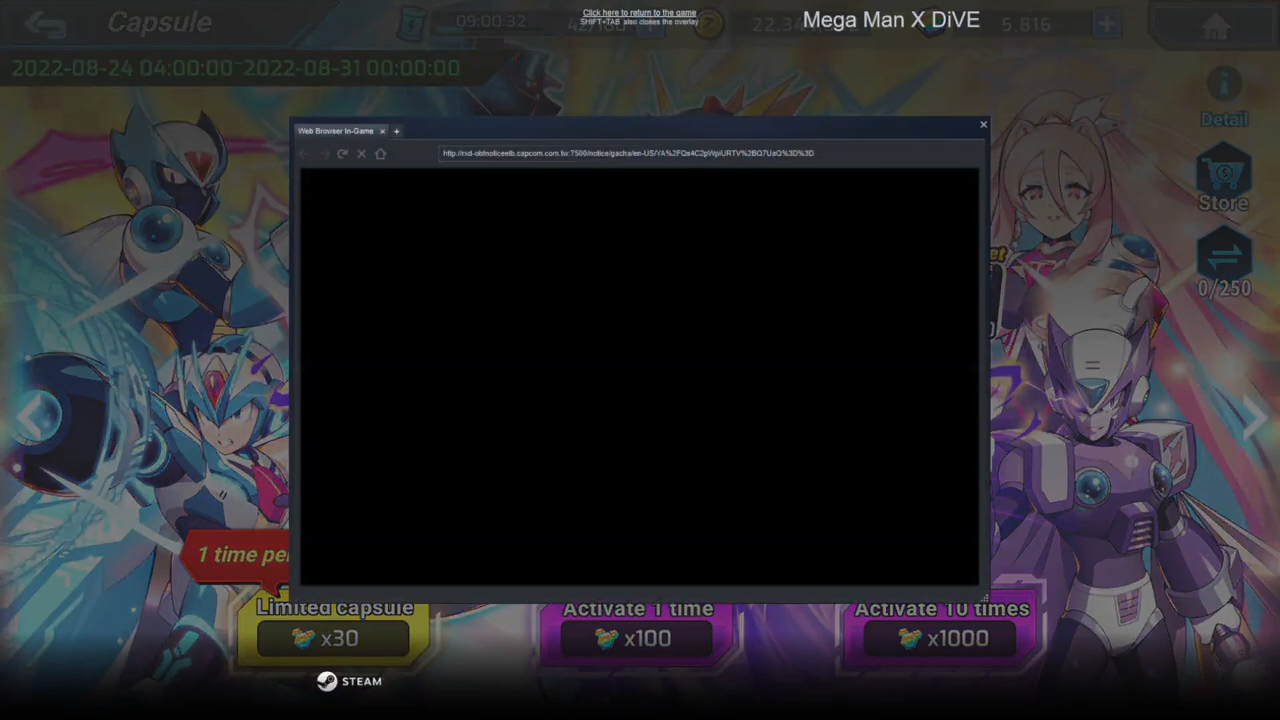 Capsule
09:00:32
Click here to return to the game
SHIFT+TAB also closes the overlay
Mega Man X DiVE
5,816
2022-08-24 04:00:00~2022-08-31 00:00:00
Detail
Store
0/250
Web Browser In-Game
1 time per
Limited capsule
x30
Activate 1 time
x100
Activate 10 times
x1000
STEAM